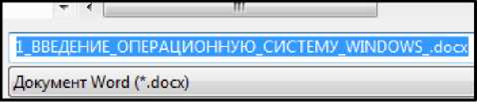 1_ВВЕДЕНИЕ_ОПЕРАЦИОННУЮ_СИСТЕМУ_WINDOWS_.docx
Документ Word (*.docx)